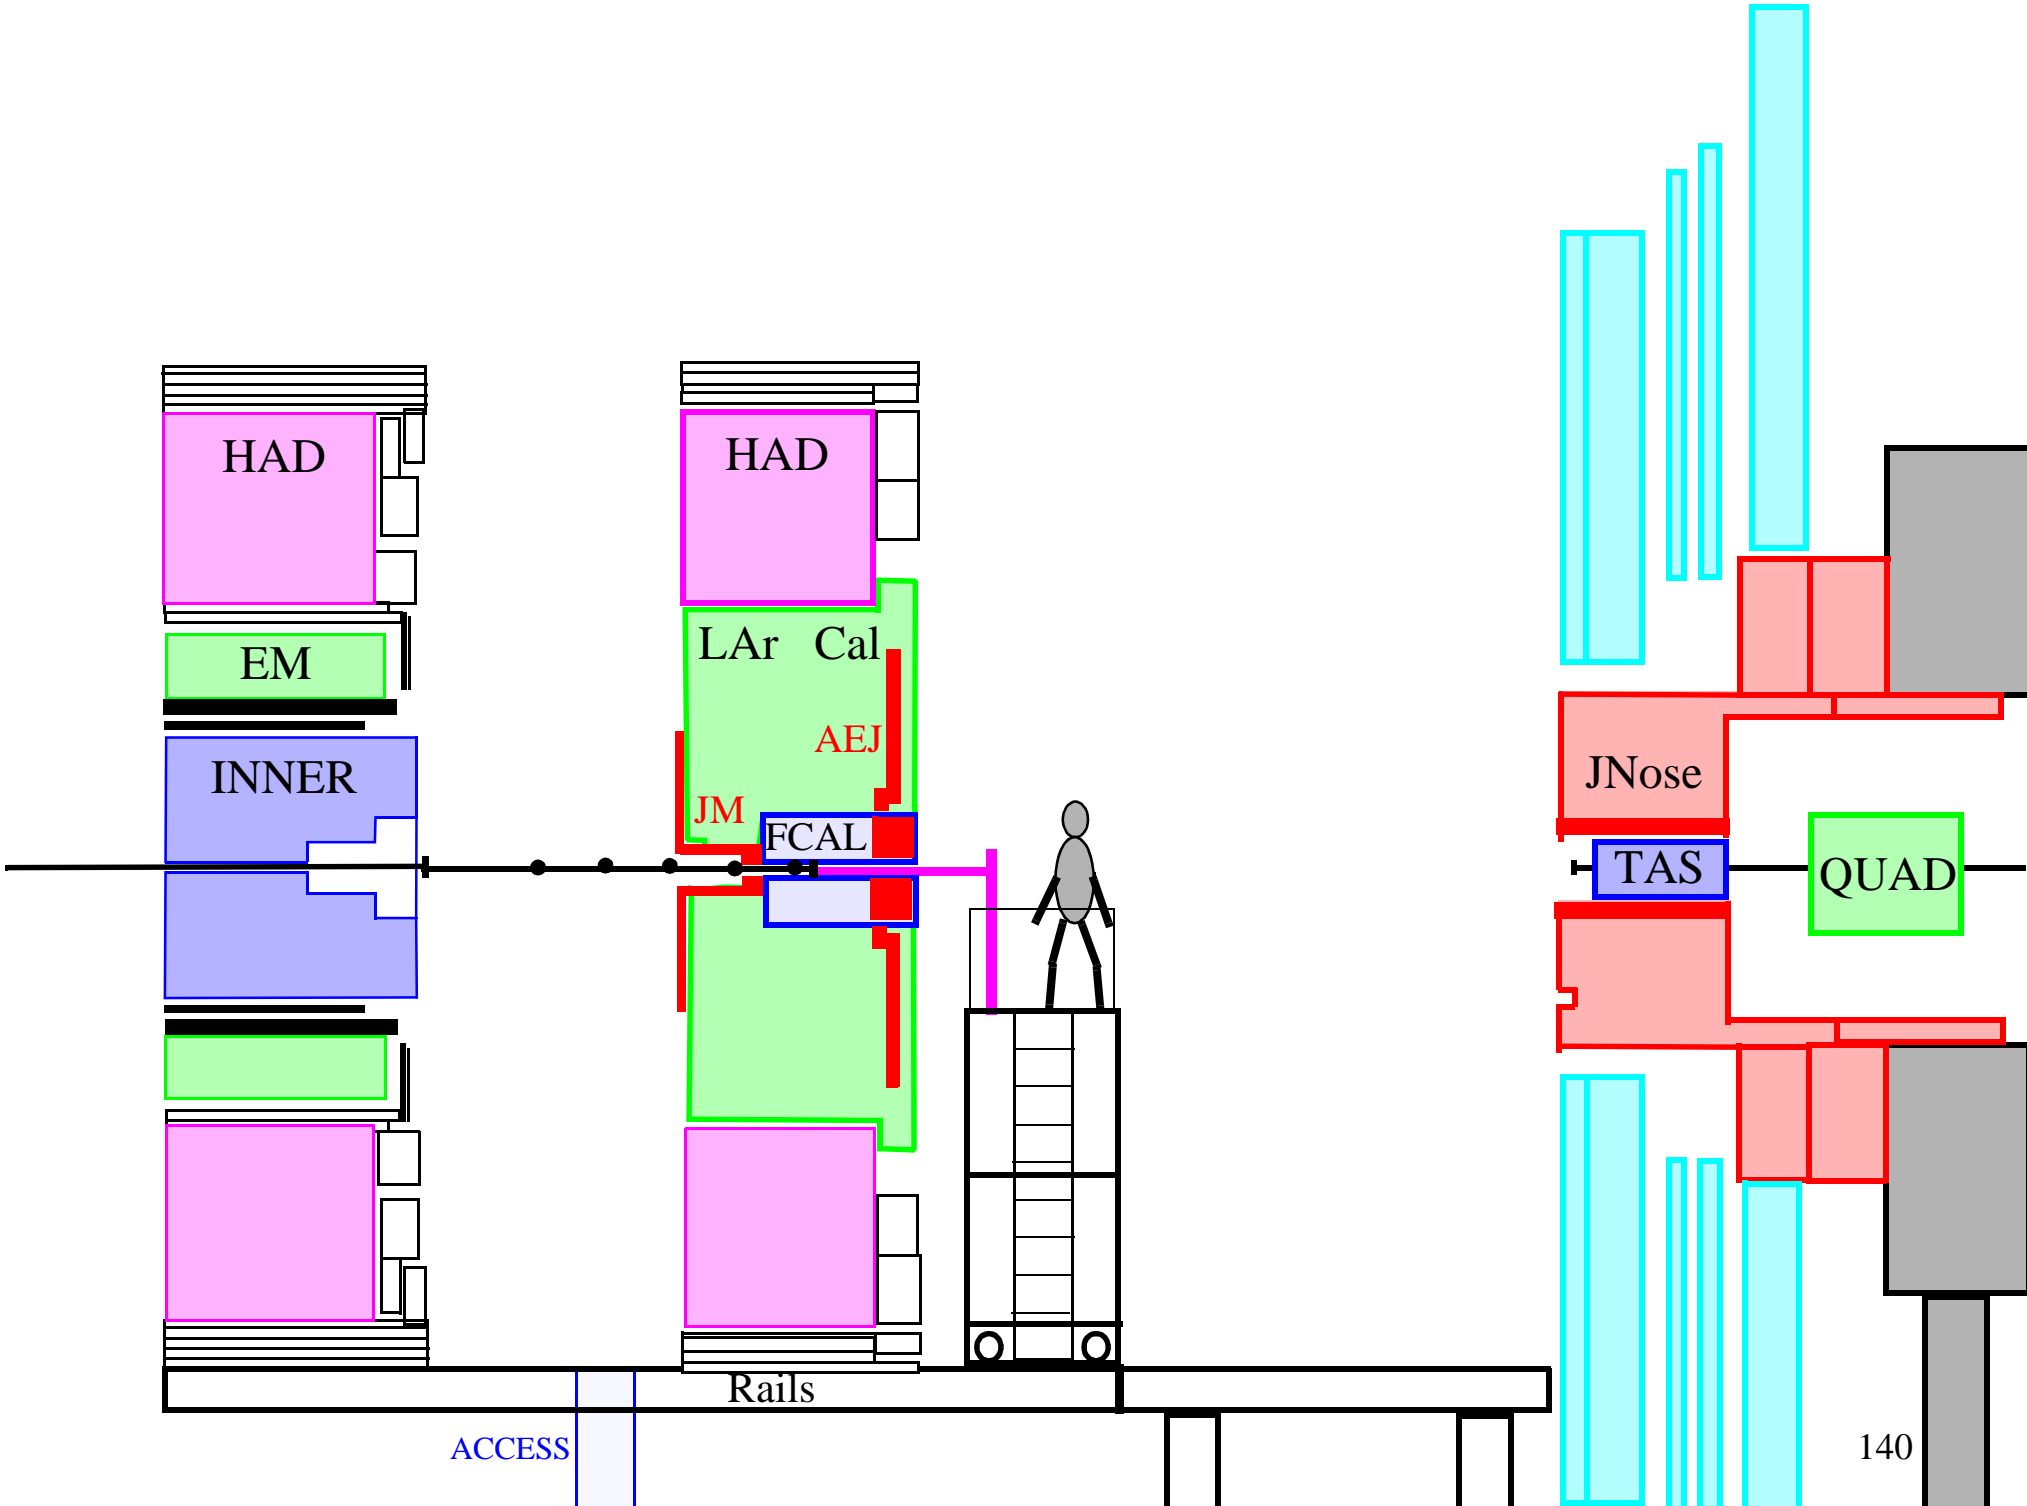 HAD
HAD
LAr Cal
EM
AEJ
INNER
JNose
JM
FCAL
TAS
QUAD
Rails
ACCESS
140